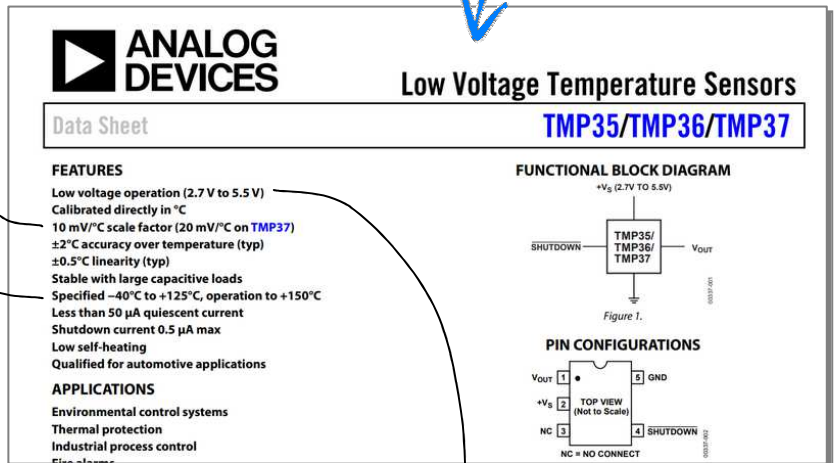 ANALOG
DEVICES
Low Voltage Temperature Sensors
Data Sheet
TMP35/TMP36/TMP37
FEATURES
Low voltage operation (2.7 V to 5.5 V)
Calibrated directly in °C
10 mV/°C scale factor (20 mV/°C on TMP37)
±2°C accuracy over temperature (typ)
±0.5°C linearity (typ)
Stable with large capacitive loads
Specified −40°C to +125°C, operation to +150°C
Less than 50 μA quiescent current
Shutdown current 0.5 μA max
Low self-heating
Qualified for automotive applications
APPLICATIONS
Environmental control systems
Thermal protection
Industrial process control
Fire alarms
FUNCTIONAL BLOCK DIAGRAM
+VS (2.7V TO 5.5V)
SHUTDOWN
TMP35/
TMP36/
TMP37
VOUT
00337-001
Figure 1.
PIN CONFIGURATIONS
VOUT 1
5 GND
+VS 2
TOP VIEW
(Not to Scale)
NC 3
4 SHUTDOWN
NC = NO CONNECT
00337-002